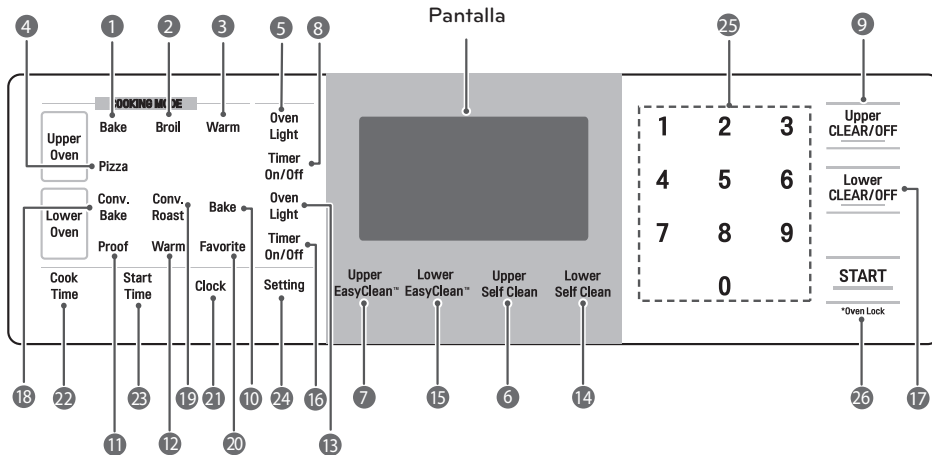 Pantalla
4
1
2
3
5
8
25
9
COOKING MODE
Upper
Oven
Bake
Broil
Warm
Oven
Light
Pizza
Timer
On/Off
Lower
Oven
Conv.
Bake
Conv.
Roast
Bake
Oven
Light
Proof
Warm
Favorite
Timer
On/Off
Cook
Time
Start
Time
Clock
Setting
Upper
EasyClean™
Lower
EasyClean™
Upper
Self Clean
Lower
Self Clean
1 2 3
4 5 6
7 8 9
0
Upper
CLEAR/OFF
Lower
CLEAR/OFF
START
*Oven Lock
18
22
23
19
21
10
24
16
7
15
6
14
26
17
11
12
20
13